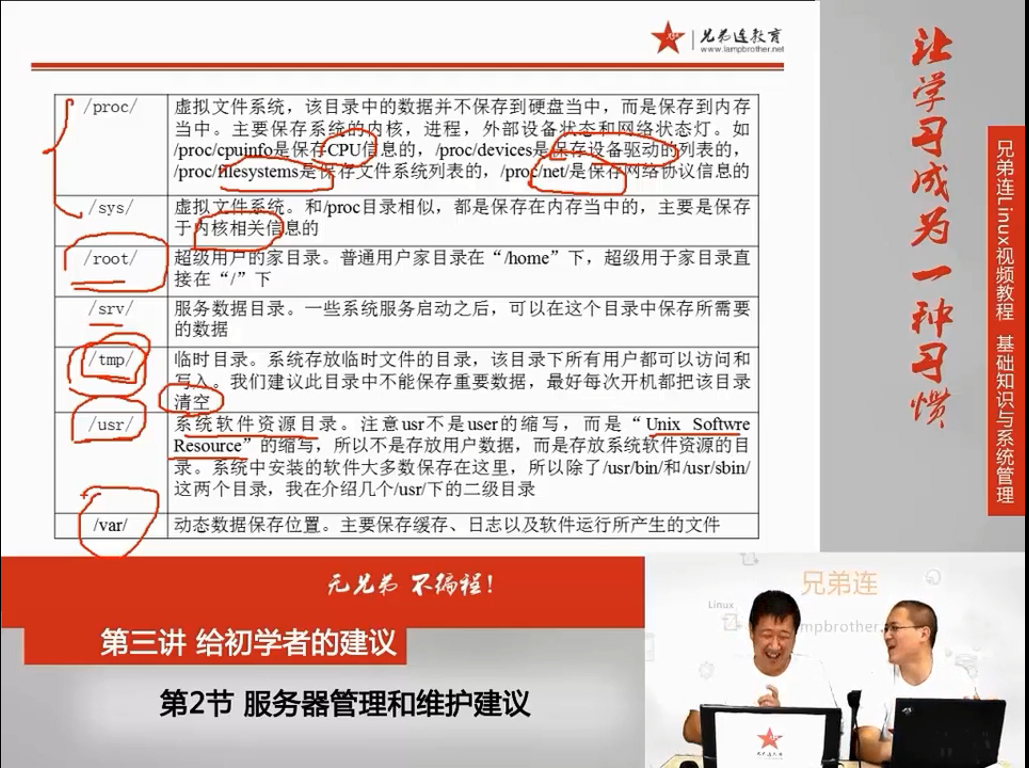 兄弟连教育
www.lampbrother.net
/proc/
虚拟文件系统，该目录中的数据并不保存到硬盘当中，而是保存到内存
当中。主要保存系统的内核，进程，外部设备状态和网络状态灯。如
/proc/cpuinfo是保存CPU信息的，/proc/devices是保存设备驱动的列表的，
/proc/filesystems是保存文件系统列表的，/proc/net/是保存网络协议信息的
/sys/
虚拟文件系统。和/proc目录相似，都是保存在内存当中的，主要是保存
于内核相关信息的
/root/
超级用户的家目录。普通用户家目录在“/home”下，超级用于家目录直
接在“/”下
/srv/
服务数据目录。一些系统服务启动之后，可以在这个目录中保存所需要
的数据
/tmp/
临时目录。系统存放临时文件的目录，该目录下所有用户都可以访问和
写入。我们建议此目录中不能保存重要数据，最好每次开机都把该目录
清空
/usr/
系统软件资源目录。注意usr不是user的缩写，而是“Unix Softwre
Resource”的缩写，所以不是存放用户数据，而是存放系统软件资源的目
录。系统中安装的软件大多数保存在这里，所以除了/usr/bin/和/usr/sbin/
这两个目录，我在介绍几个/usr/下的二级目录
/var/
动态数据保存位置。主要保存缓存、日志以及软件运行所产生的文件
让学习成为一种习惯
兄弟连Linux视频教程 基础知识与系统管理
无兄弟 不编程！
第三讲 给初学者的建议
第2节 服务器管理和维护建议
兄弟连
Linux
mpbrother.